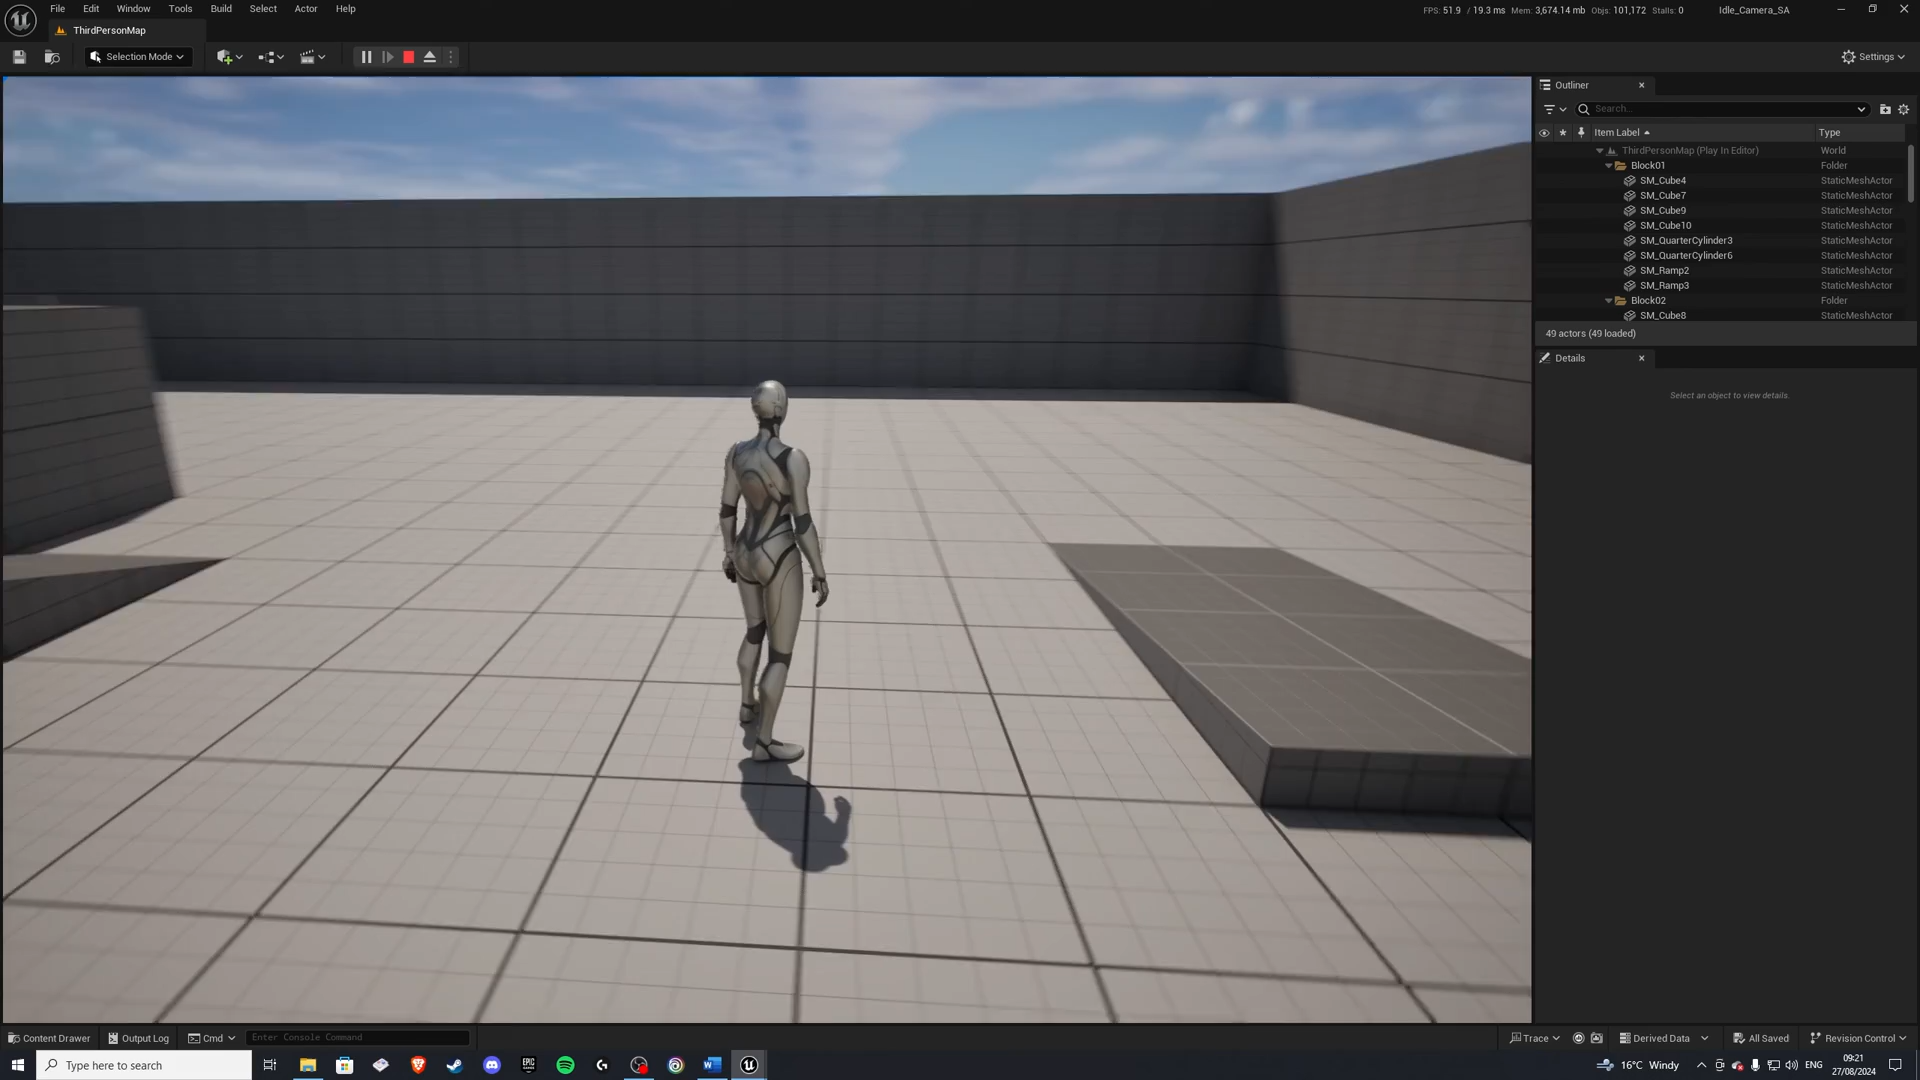 File Edit Window Tools Build Select Actor Help
FPS: 51.9 / 19.3 ms Mem: 3,674.14 mb Objs: 101,172 Stalls: 0 Idle_Camera_SA
ThirdPersonMap
Selection Mode
Settings
Outliner
Search...
Item Label Type
ThirdPersonMap (Play In Editor) World
Block01 Folder
SM_Cube4 StaticMeshActor
SM_Cube7 StaticMeshActor
SM_Cube9 StaticMeshActor
SM_Cube10 StaticMeshActor
SM_QuarterCylinder3 StaticMeshActor
SM_QuarterCylinder6 StaticMeshActor
SM_Ramp2 StaticMeshActor
SM_Ramp3 StaticMeshActor
Block02 Folder
SM_Cube8 StaticMeshActor
49 actors (49 loaded)
Details
Select an object to view details.
Content Drawer Output Log Cmd Enter Console Command Trace Derived Data All Saved Revision Control
Type here to search
16°C Windy
ENG
09:21
27/08/2024